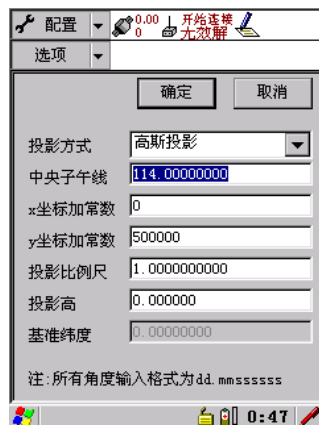 配置 0.00 0 开始连接 无效解
选项
确定 取消
投影方式 高斯投影
中央子午线 114.00000000
x坐标加常数 0
y坐标加常数 500000
投影比例尺 1.0000000000
投影高 0.000000
基准纬度 0.00000000
注:所有角度输入格式为dd.mmssssss
0:47